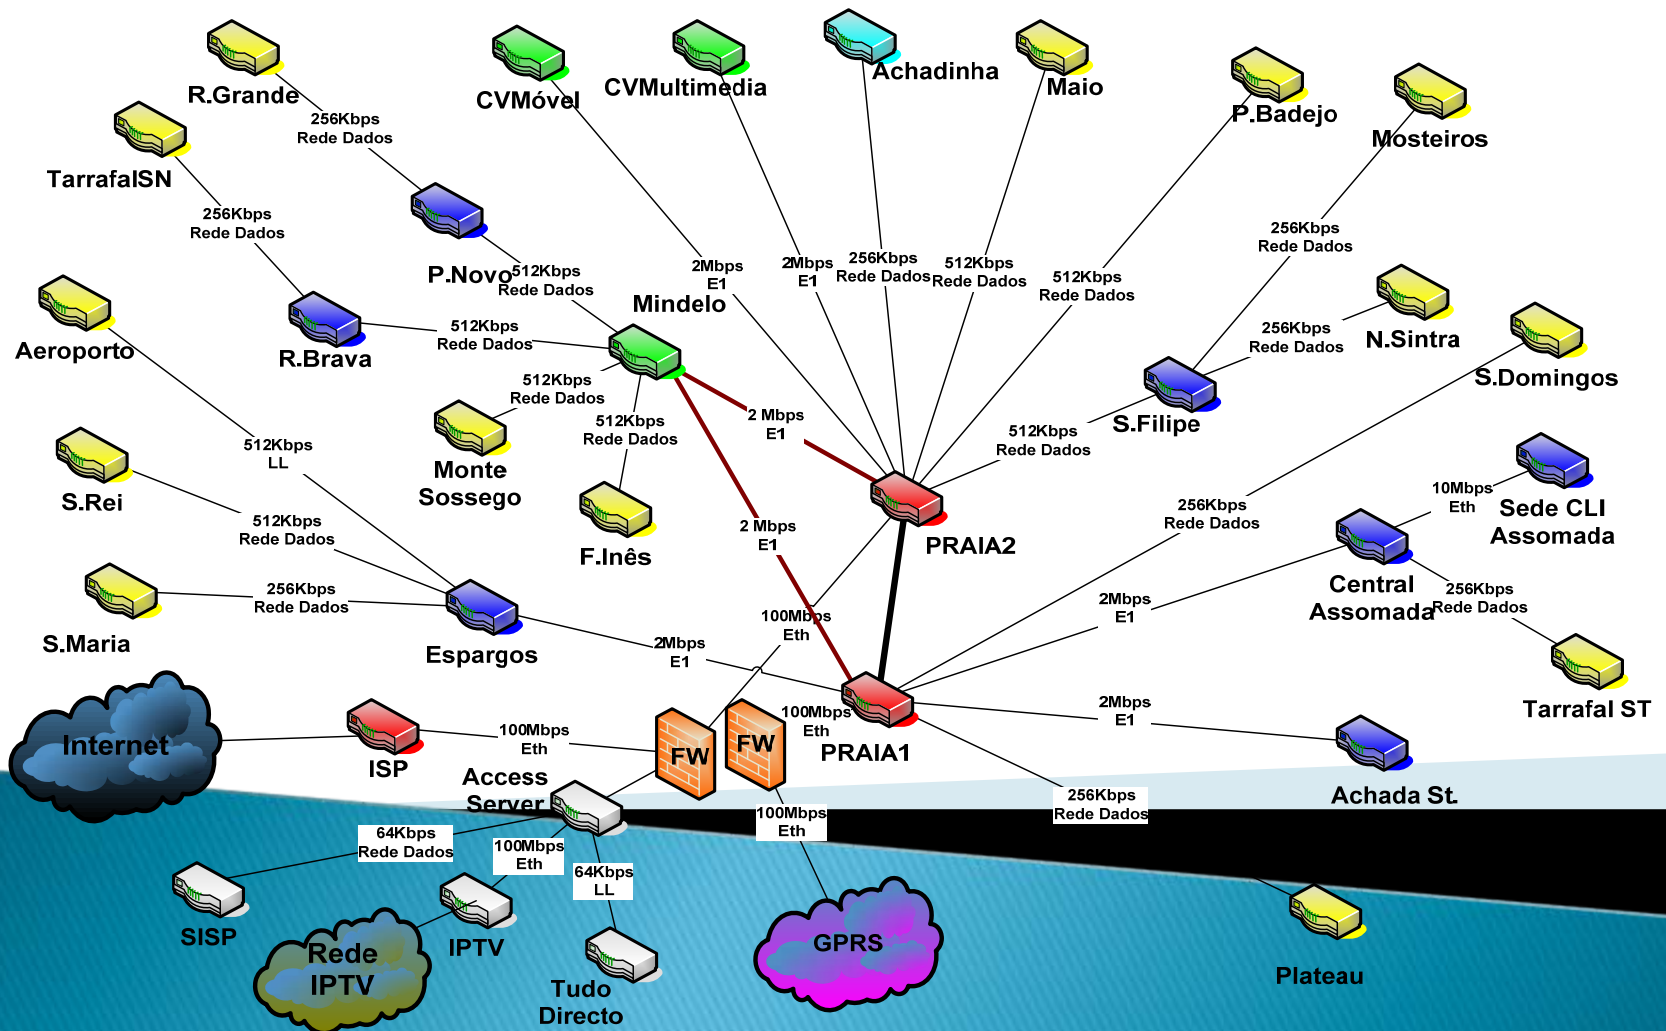 R.Grande
CVMóvel
CVMultimedia
Achadinha
Maio
P.Badejo
Mosteiros
TarrafalSN
256Kbps
Rede Dados
256Kbps
Rede Dados
P.Novo
512Kbps
Rede Dados
Mindelo
2Mbps
E1
2Mbps
E1
256Kbps
Rede Dados
512Kbps
Rede Dados
512Kbps
Rede Dados
256Kbps
Rede Dados
Aeroporto
R.Brava
512Kbps
Rede Dados
256Kbps
Rede Dados
N.Sintra
S.Domingos
512Kbps
Rede Dados
512Kbps
Rede Dados
2 Mbps
E1
S.Filipe
512Kbps
Rede Dados
512Kbps
LL
Monte
Sossego
S.Rei
512Kbps
Rede Dados
F.Inês
2 Mbps
E1
PRAIA2
256Kbps
Rede Dados
10Mbps
Eth
Sede CLI
Assomada
Central
Assomada
256Kbps
Rede Dados
256Kbps
Rede Dados
S.Maria
Espargos
2Mbps
E1
100Mbps
Eth
2Mbps
E1
Tarrafal ST
Internet
ISP
100Mbps
Eth
FW
FW
100Mbps
Eth
PRAIA1
2Mbps
E1
Achada St.
Access
Server
256Kbps
Rede Dados
100Mbps
Eth
64Kbps
Rede Dados
100Mbps
Eth
64Kbps
LL
SISP
IPTV
Rede
IPTV
Tudo
Directo
GPRS
Plateau